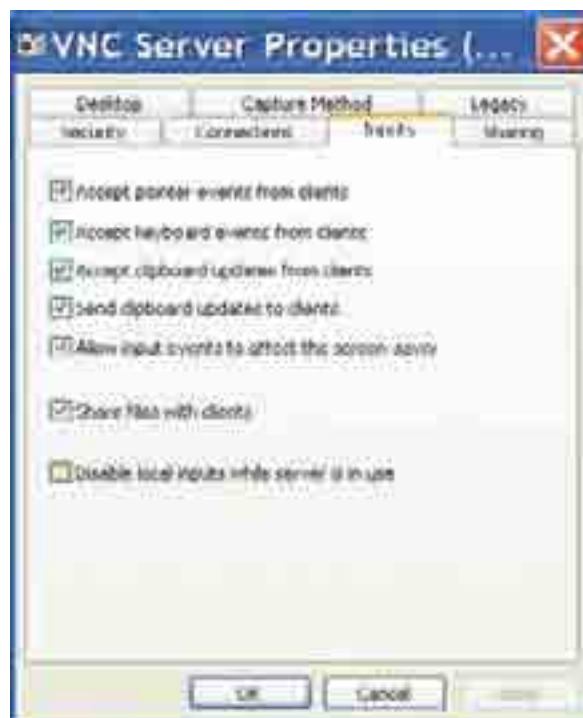 VNC Server Properties (...
Desktop Capture Method Legacy
Security Connections Inputs Sharing
Accept pointer events from clients
Accept keyboard events from clients
Accept clipboard updates from clients
Send clipboard updates to clients
Allow input events to affect the screen-saver
Share files with clients
Disable local inputs while server is in use
OK Cancel